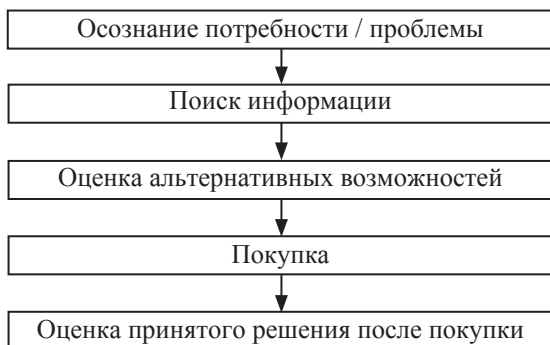 Осознание потребности / проблемы
Поиск информации
Оценка альтернативных возможностей
Покупка
Оценка принятого решения после покупки